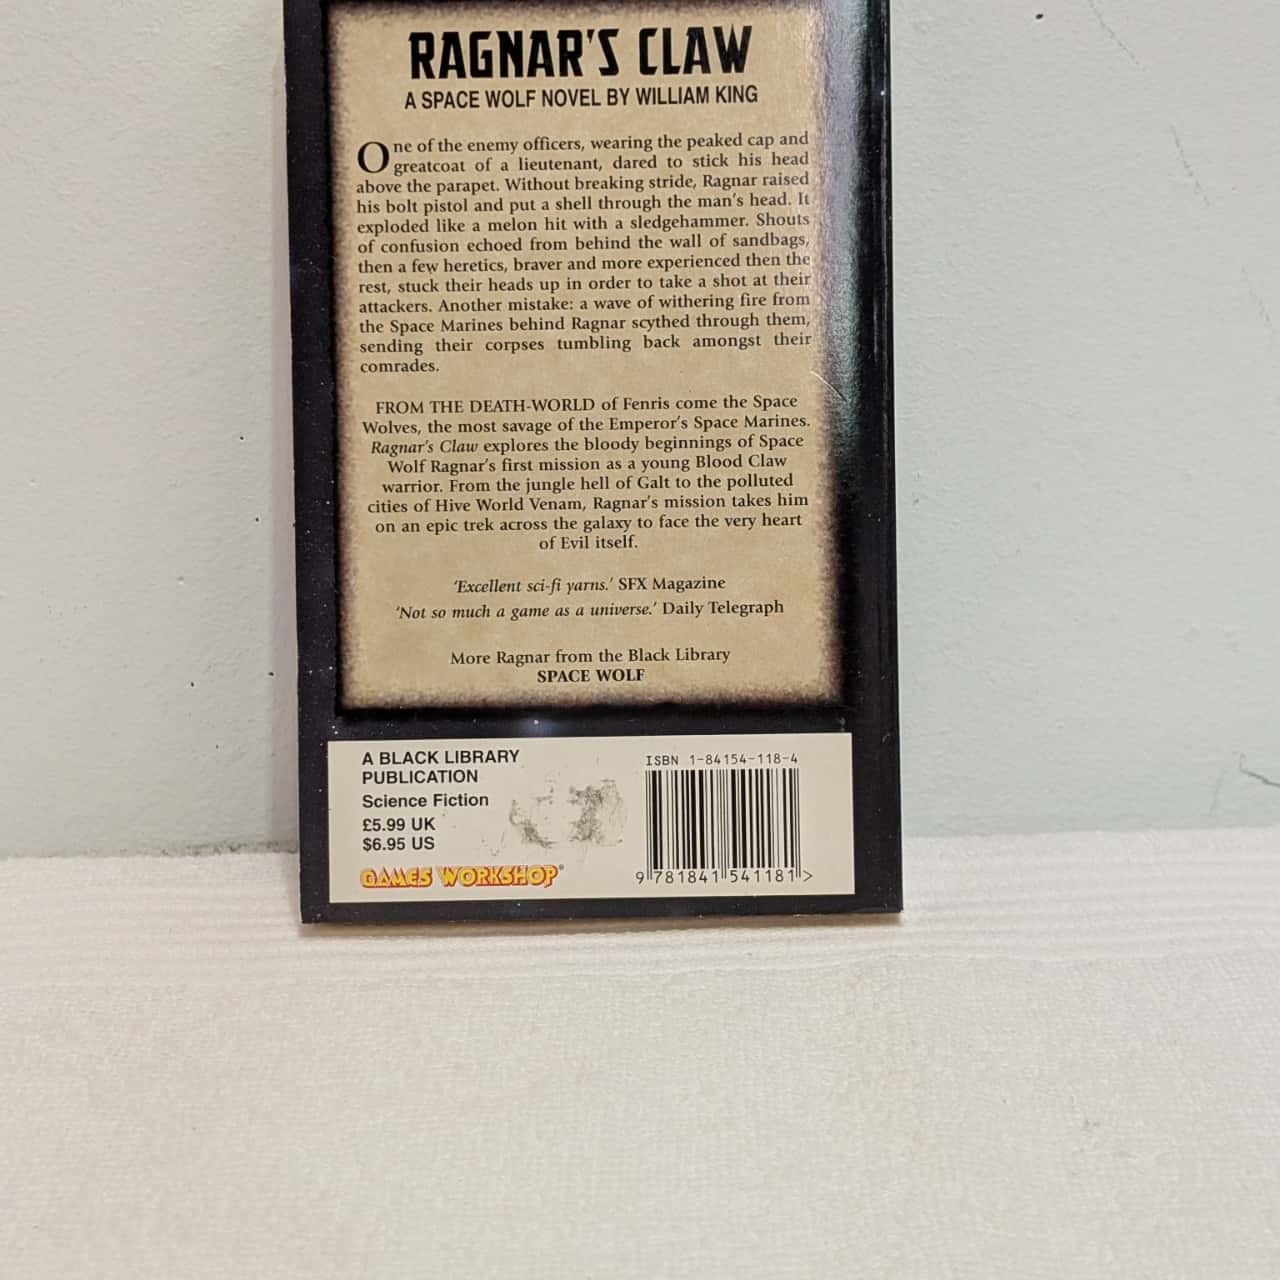 RAGNAR'S CLAW
A SPACE WOLF NOVEL BY WILLIAM KING
One of the enemy officers, wearing the peaked cap and
greatcoat of a lieutenant, dared to stick his head
above the parapet. Without breaking stride, Ragnar raised
his bolt pistol and put a shell through the man's head. It
exploded like a melon hit with a sledgehammer. Shouts
of confusion echoed from behind the wall of sandbags,
then a few heretics, braver and more experienced then the
rest, stuck their heads up in order to take a shot at their
attackers. Another mistake: a wave of withering fire from
the Space Marines behind Ragnar scythed through them,
sending their corpses tumbling back amongst their
comrades.
FROM THE DEATH-WORLD of Fenris come the Space
Wolves, the most savage of the Emperor's Space Marines.
Ragnar's Claw explores the bloody beginnings of Space
Wolf Ragnar's first mission as a young Blood Claw
warrior. From the jungle hell of Galt to the polluted
cities of Hive World Venam, Ragnar's mission takes him
on an epic trek across the galaxy to face the very heart
of Evil itself.
'Excellent sci-fi yarns.' SFX Magazine
'Not so much a game as a universe.' Daily Telegraph
More Ragnar from the Black Library
SPACE WOLF
A BLACK LIBRARY
PUBLICATION
Science Fiction
£5.99 UK
$6.95 US
GAMES WORKSHOP®
ISBN 1-84154-118-4
9 781841 541181 >